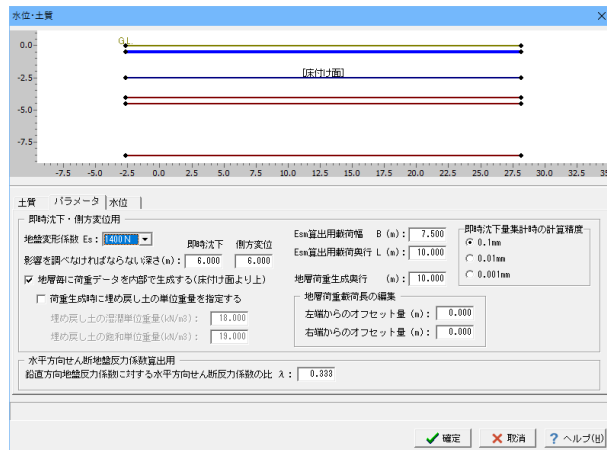 水位・土質
0.0
GL
-2.5
[床付け面]
-5.0
-7.5
-7.5 -5.0 -2.5 0.0 2.5 5.0 7.5 10.0 12.5 15.0 17.5 20.0 22.5 25.0 27.5 30.0 32.5 35
土質 パラメータ 水位
即時沈下・側方変位用
地盤変形係数 Es: 1400N
即時沈下 側方変位
影響を調べなければならない深さ(m): 6.000 6.000
地層毎に荷重データを内部で生成する(床付け面より上)
荷重生成時に埋め戻し土の単位重量を指定する
埋め戻し土の湿潤単位重量(kN/m3): 18.000
埋め戻し土の飽和単位重量(kN/m3): 19.000
Esm算出用載荷幅 B (m): 7.500
Esm算出用載荷奥行 L (m): 10.000
地層荷重生成奥行 (m): 10.000
地層荷重載荷長の編集
左端からのオフセット量 (m): 0.000
右端からのオフセット量 (m): 0.000
即時沈下量集計時の計算精度
0.1mm
0.01mm
0.001mm
水平方向せん断地盤反力係数算出用
鉛直方向地盤反力係数に対する水平方向せん断反力係数の比 λ: 0.333
確定 取消 ? ヘルプ(H)